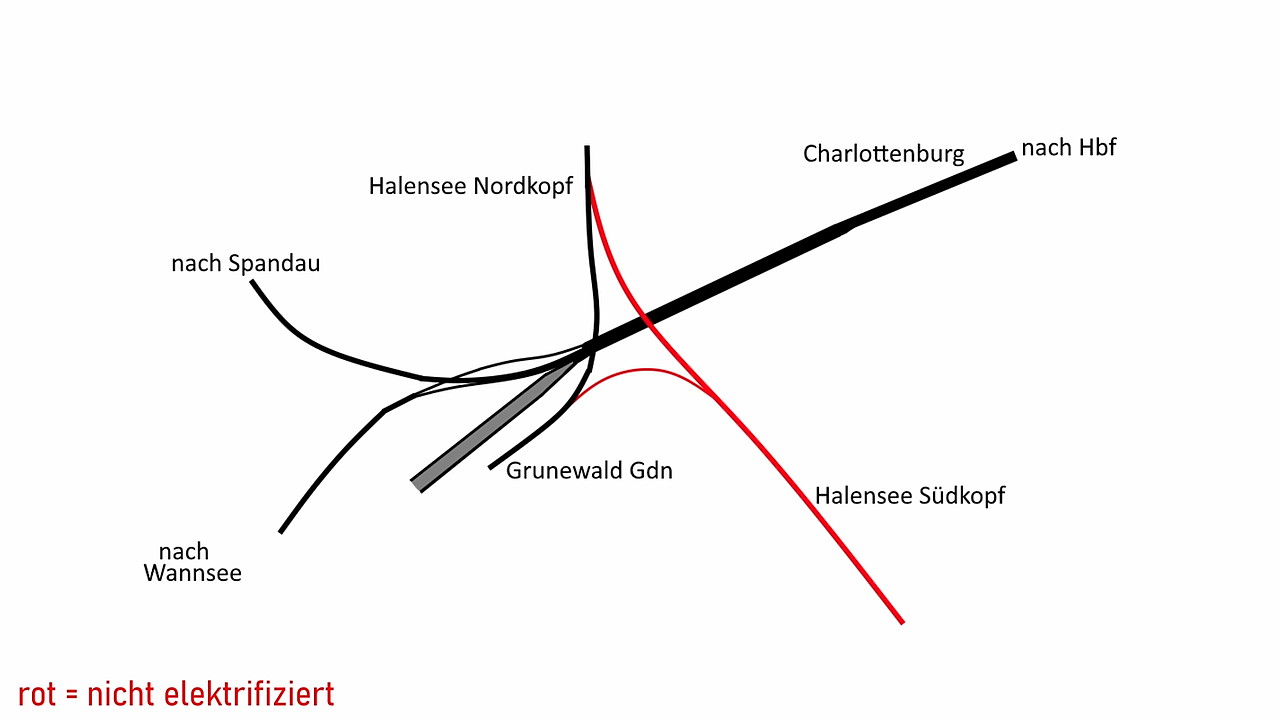 Charlottenburg
nach Hbf
Halensee Nordkopf
nach Spandau
Grunewald Gdn
Halensee Südkopf
nach
Wannsee
rot = nicht elektrifiziert